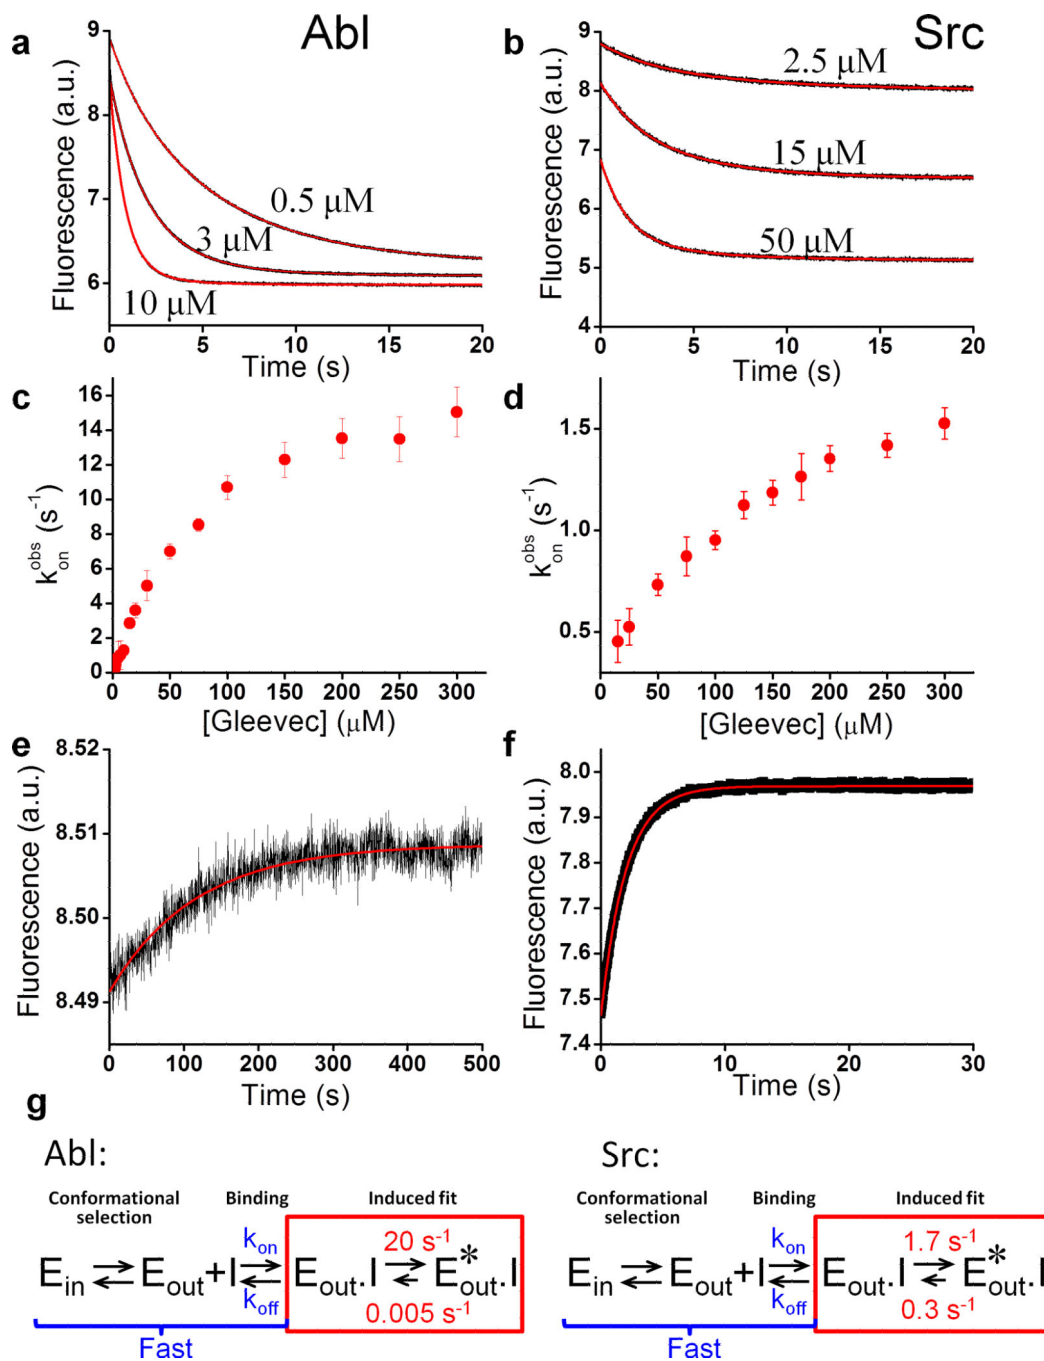 a
Abl
b
Src
9
8
7
6
Fluorescence (a.u.)
0.5 μM
3 μM
10 μM
0 5 10 15 20
Time (s)
9
8
7
6
5
4
Fluorescence (a.u.)
2.5 μM
15 μM
50 μM
0 5 10 15 20
Time (s)
c
16
14
12
10
8
6
4
2
0
k_on^obs (s⁻¹)
0 50 100 150 200 250 300
[Gleevec] (μM)
d
1.5
1.0
0.5
k_on^obs (s⁻¹)
0 50 100 150 200 250 300
[Gleevec] (μM)
e
8.52
8.51
8.50
8.49
Fluorescence (a.u.)
0 100 200 300 400 500
Time (s)
f
8.0
7.9
7.8
7.7
7.6
7.5
7.4
Fluorescence (a.u.)
0 10 20 30
Time (s)
g
Abl:
Conformational
selection
Binding
Induced fit
k_on
20 s⁻¹
E_in ⇄ E_out + I ⇄ E_out.I ⇄ E*_out.I
k_off
0.005 s⁻¹
Fast
Src:
Conformational
selection
Binding
Induced fit
k_on
1.7 s⁻¹
E_in ⇄ E_out + I ⇄ E_out.I ⇄ E*_out.I
k_off
0.3 s⁻¹
Fast